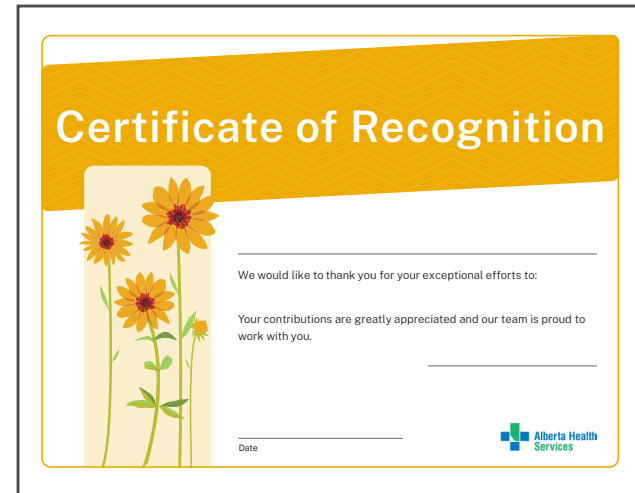 Certificate of Recognition
We would like to thank you for your exceptional efforts to:
Your contributions are greatly appreciated and our team is proud to
work with you.
Date
Alberta Health
Services